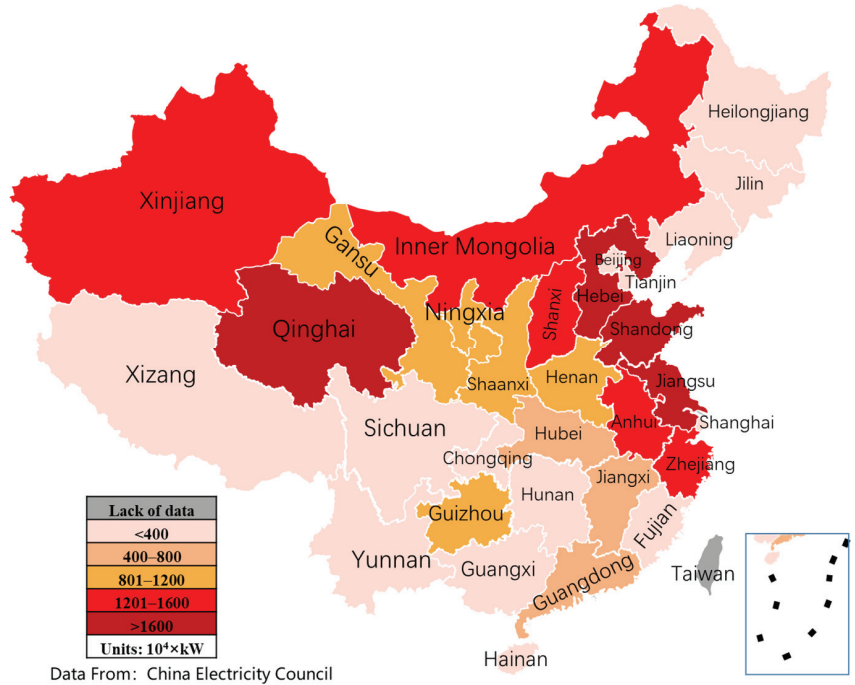 Heilongjiang
Jilin
Xinjiang
Liaoning
Gansu
Inner Mongolia
Beijing
Tianjin
Hebei
Shanxi
Ningxia
Qinghai
Shandong
Xizang
Shaanxi
Henan
Jiangsu
Anhui
Shanghai
Sichuan
Hubei
Chongqing
Zhejiang
Jiangxi
Hunan
Guizhou
Fujian
Yunnan
Guangxi
Guangdong
Taiwan
Hainan
Lack of data
<400
400–800
801–1200
1201–1600
>1600
Units: 10⁴×kW
Data From: China Electricity Council